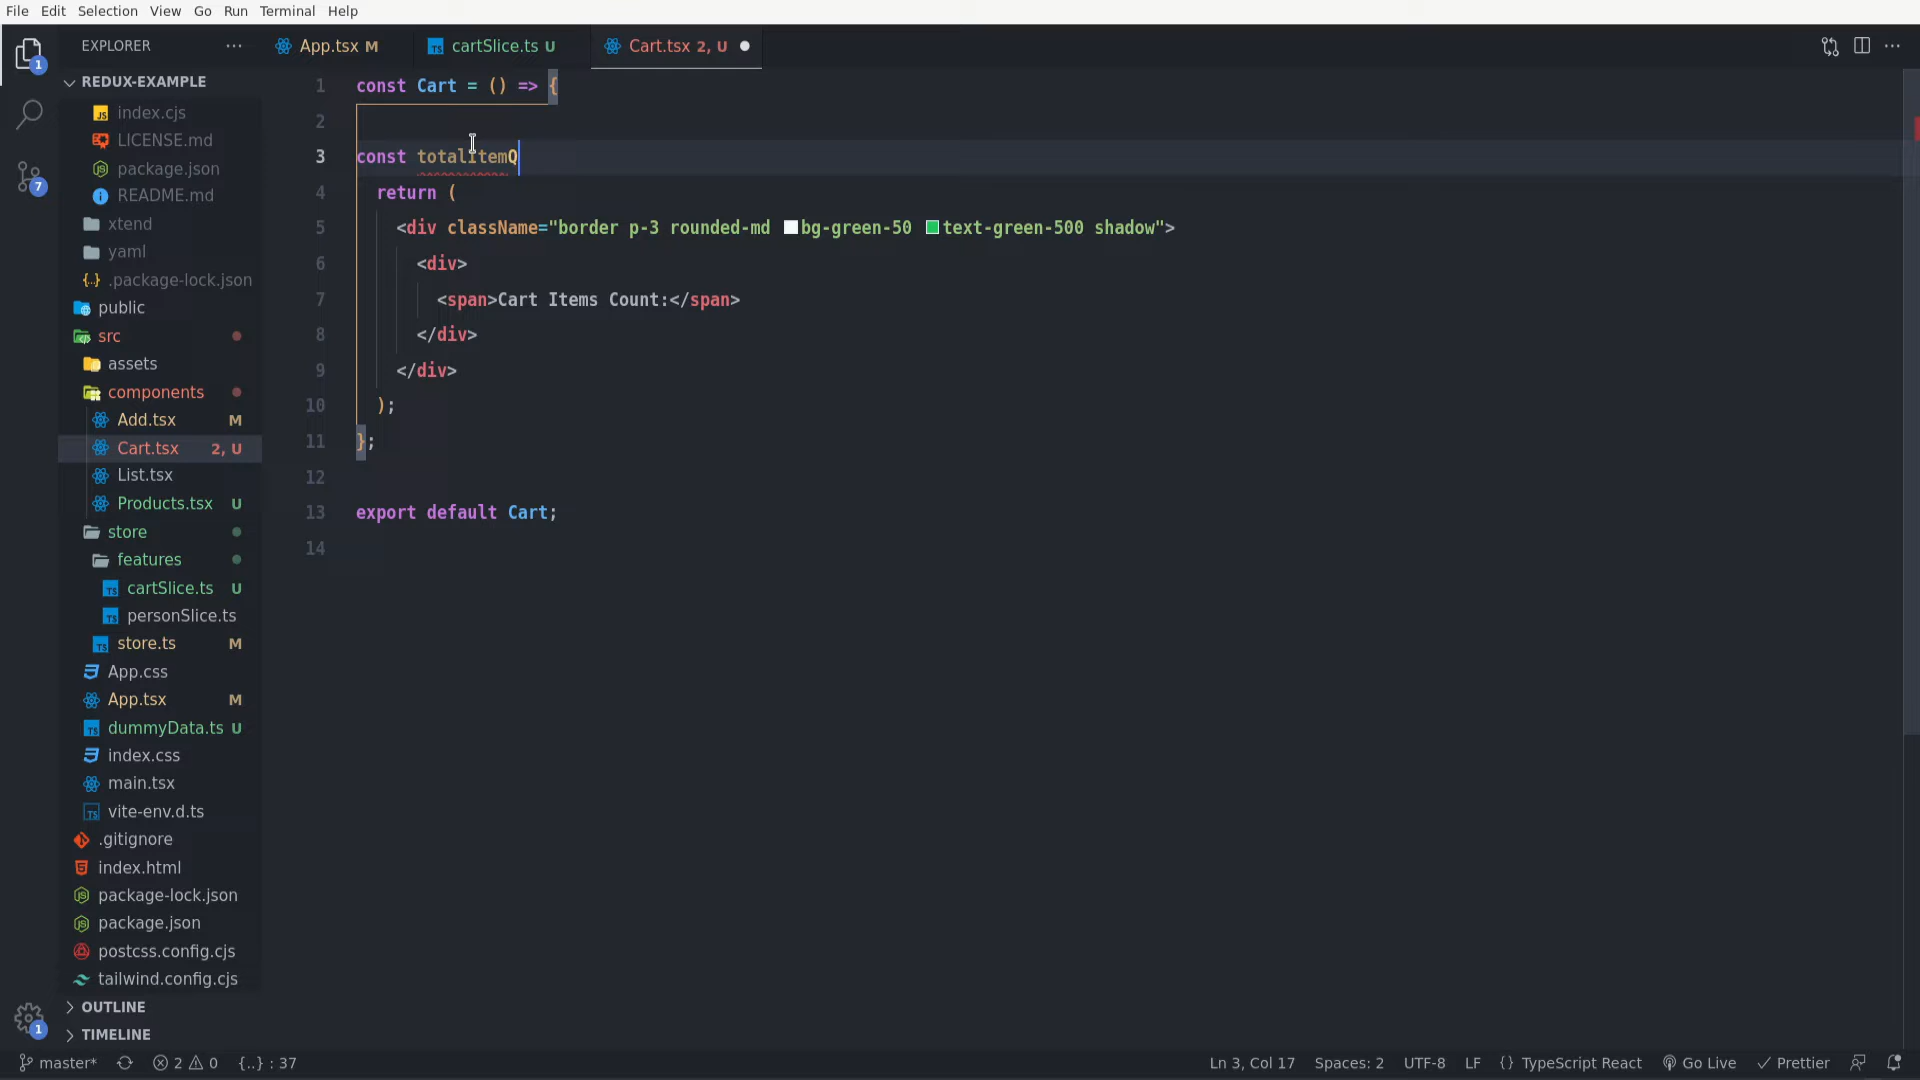 File Edit Selection View Go Run Terminal Help
EXPLORER ··· App.tsx M cartSlice.ts U Cart.tsx 2, U
REDUX-EXAMPLE
index.cjs
LICENSE.md
package.json
README.md
xtend
yaml
.package-lock.json
public
src
assets
components
Add.tsx M
Cart.tsx 2, U
List.tsx
Products.tsx U
store
features
cartSlice.ts U
personSlice.ts
store.ts M
App.css
App.tsx M
dummyData.ts U
index.css
main.tsx
vite-env.d.ts
.gitignore
index.html
package-lock.json
package.json
postcss.config.cjs
tailwind.config.cjs
OUTLINE
TIMELINE
1
7
1
1 const Cart = () => {
2
3 const totalItemQ
4 return (
5 <div className="border p-3 rounded-md bg-green-50 text-green-500 shadow">
6 <div>
7 <span>Cart Items Count:</span>
8 </div>
9 </div>
10 );
11 };
12
13 export default Cart;
14
master* 2 0 {..} : 37 Ln 3, Col 17 Spaces: 2 UTF-8 LF {} TypeScript React Go Live Prettier